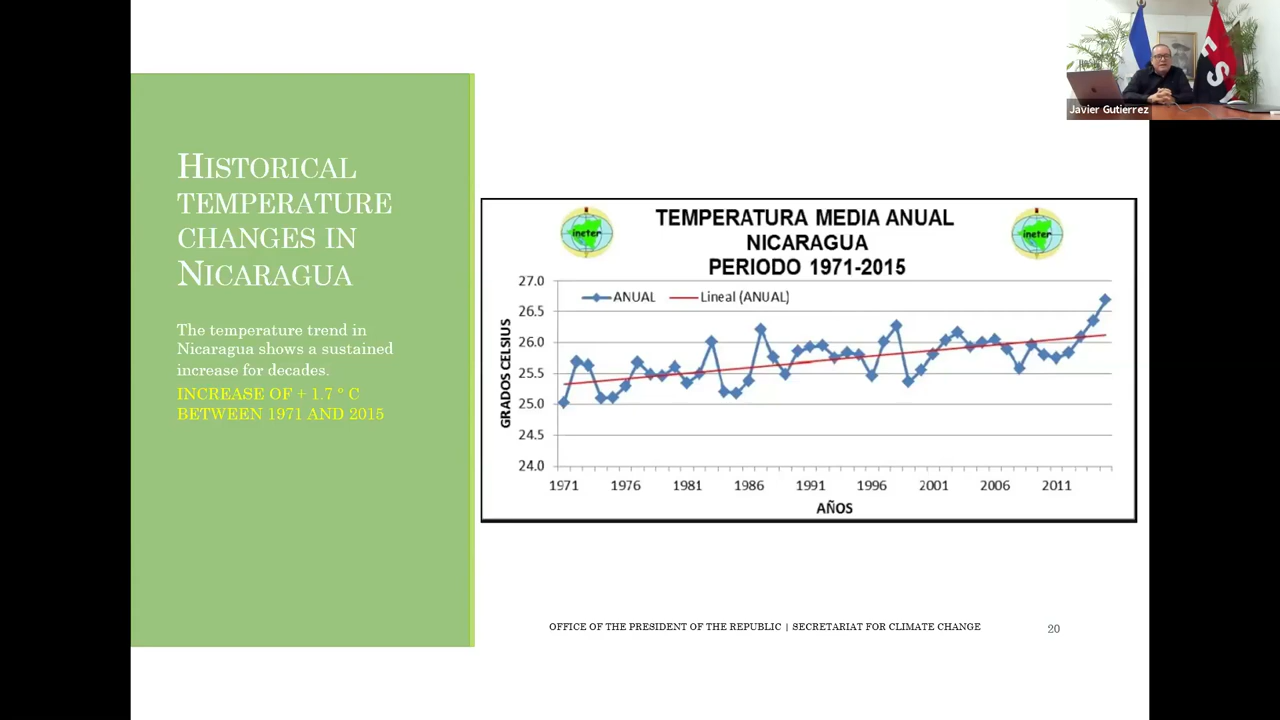 HISTORICAL
TEMPERATURE
CHANGES IN
NICARAGUA
The temperature trend in
Nicaragua shows a sustained
increase for decades.
INCREASE OF + 1.7 ° C
BETWEEN 1971 AND 2015
ineter
TEMPERATURA MEDIA ANUAL
NICARAGUA
PERIODO 1971-2015
ineter
ANUAL
Lineal (ANUAL)
27.0
26.5
26.0
25.5
25.0
24.5
24.0
GRADOS CELSIUS
1971 1976 1981 1986 1991 1996 2001 2006 2011
AÑOS
OFFICE OF THE PRESIDENT OF THE REPUBLIC | SECRETARIAT FOR CLIMATE CHANGE
20
Javier Gutierrez